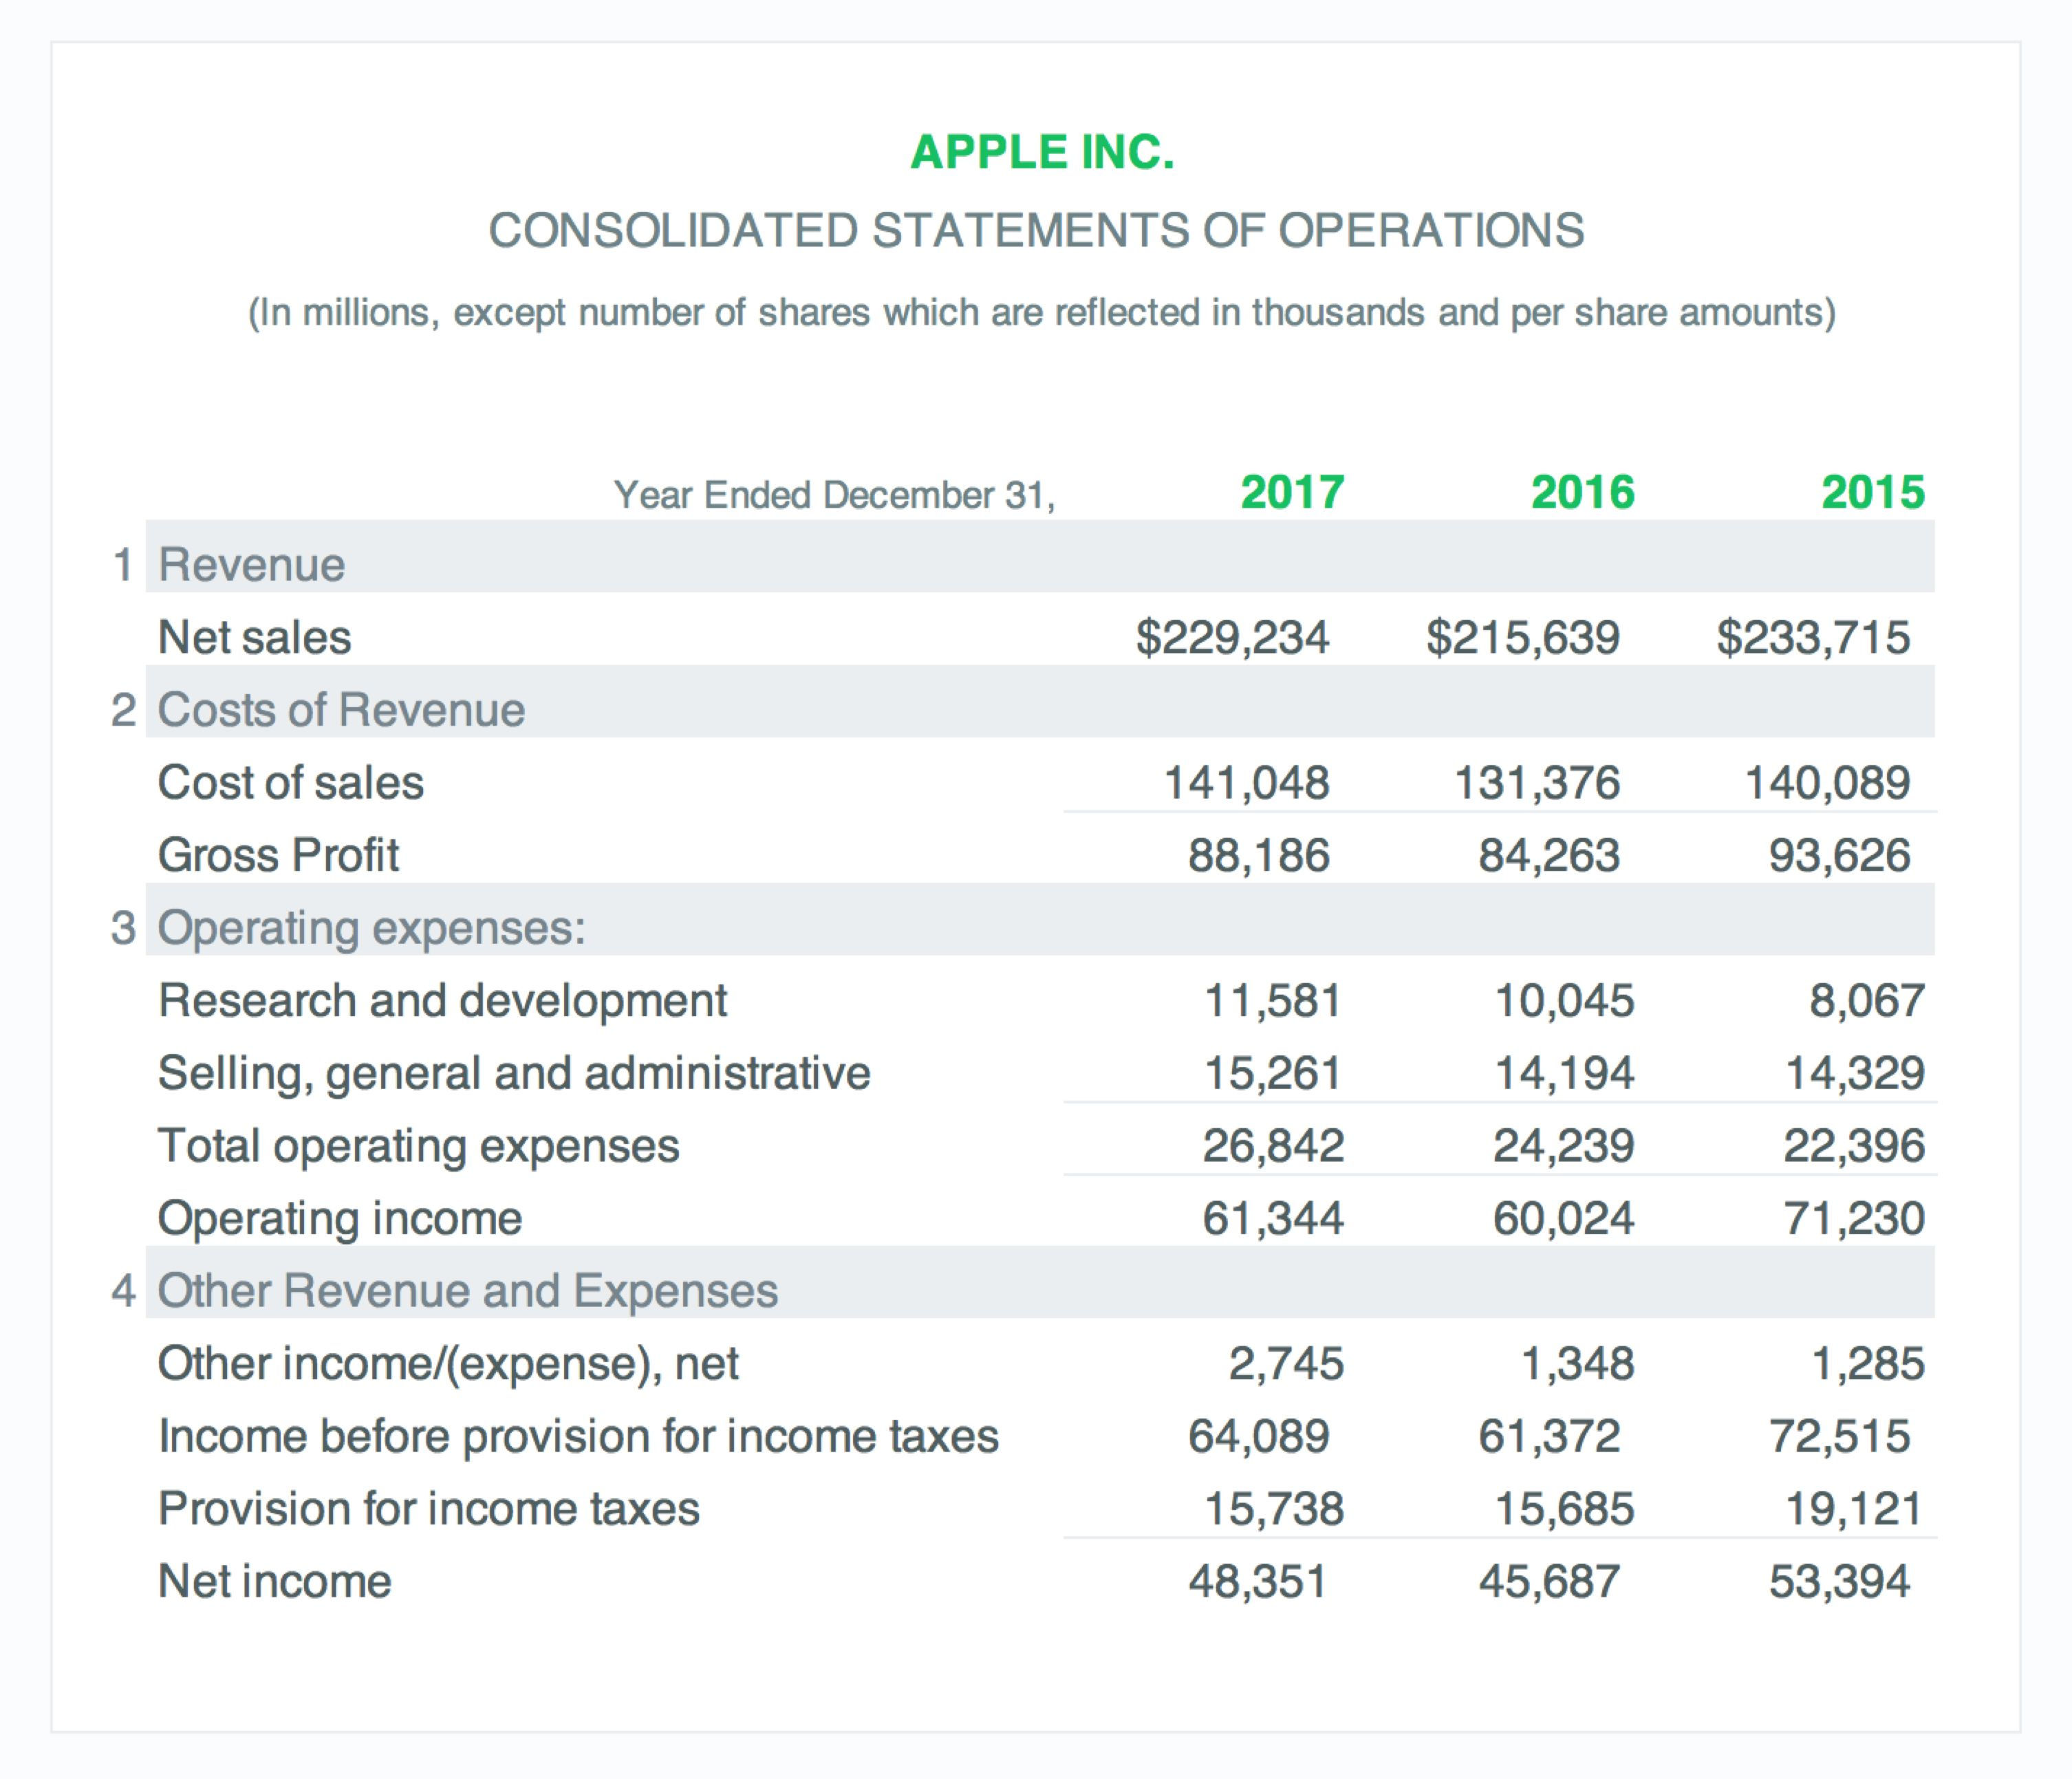 APPLE INC.
CONSOLIDATED STATEMENTS OF OPERATIONS
(In millions, except number of shares which are reflected in thousands and per share amounts)
Year Ended December 31, 2017 2016 2015
1 Revenue
Net sales $229,234 $215,639 $233,715
2 Costs of Revenue
Cost of sales 141,048 131,376 140,089
Gross Profit 88,186 84,263 93,626
3 Operating expenses:
Research and development 11,581 10,045 8,067
Selling, general and administrative 15,261 14,194 14,329
Total operating expenses 26,842 24,239 22,396
Operating income 61,344 60,024 71,230
4 Other Revenue and Expenses
Other income/(expense), net 2,745 1,348 1,285
Income before provision for income taxes 64,089 61,372 72,515
Provision for income taxes 15,738 15,685 19,121
Net income 48,351 45,687 53,394